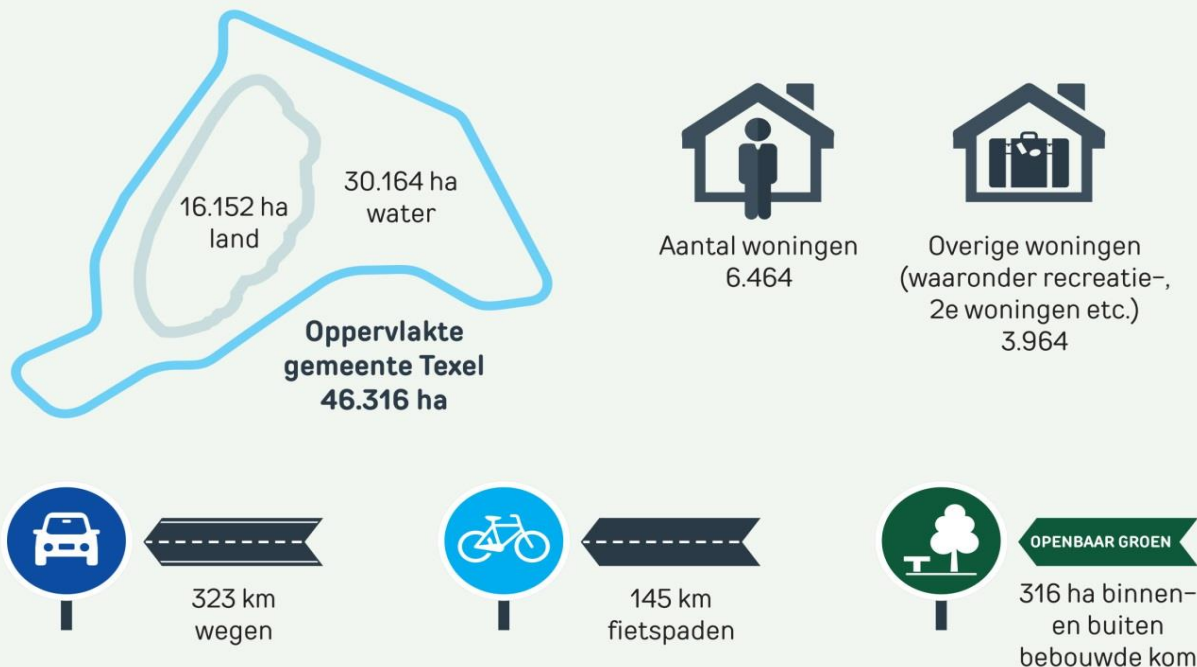 16.152 ha
land
30.164 ha
water
Oppervlakte
gemeente Texel
46.316 ha
Aantal woningen
6.464
Overige woningen
(waaronder recreatie-,
2e woningen etc.)
3.964
323 km
wegen
145 km
fietspaden
OPENBAAR GROEN
316 ha binnen-
en buiten
bebouwde kom